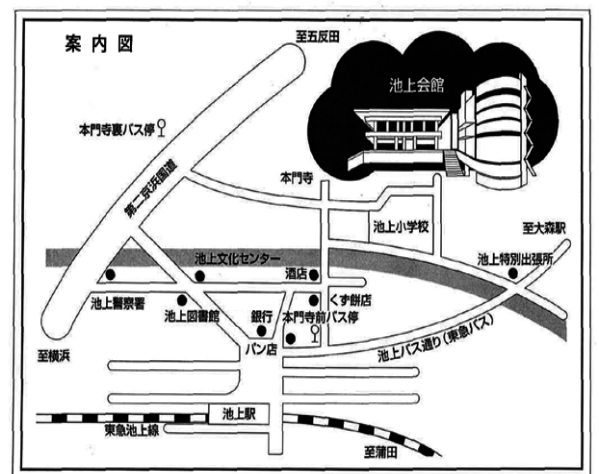 案内図
至五反田
池上会館
本門寺裏バス停
本門寺
第二京浜国道
池上小学校
至大森駅
池上文化センター
池上特別出張所
酒店
池上警察署
池上図書館
くず餅店
銀行
本門寺前バス停
パン店
池上バス通り(東急バス)
至横浜
池上駅
東急池上線
至蒲田